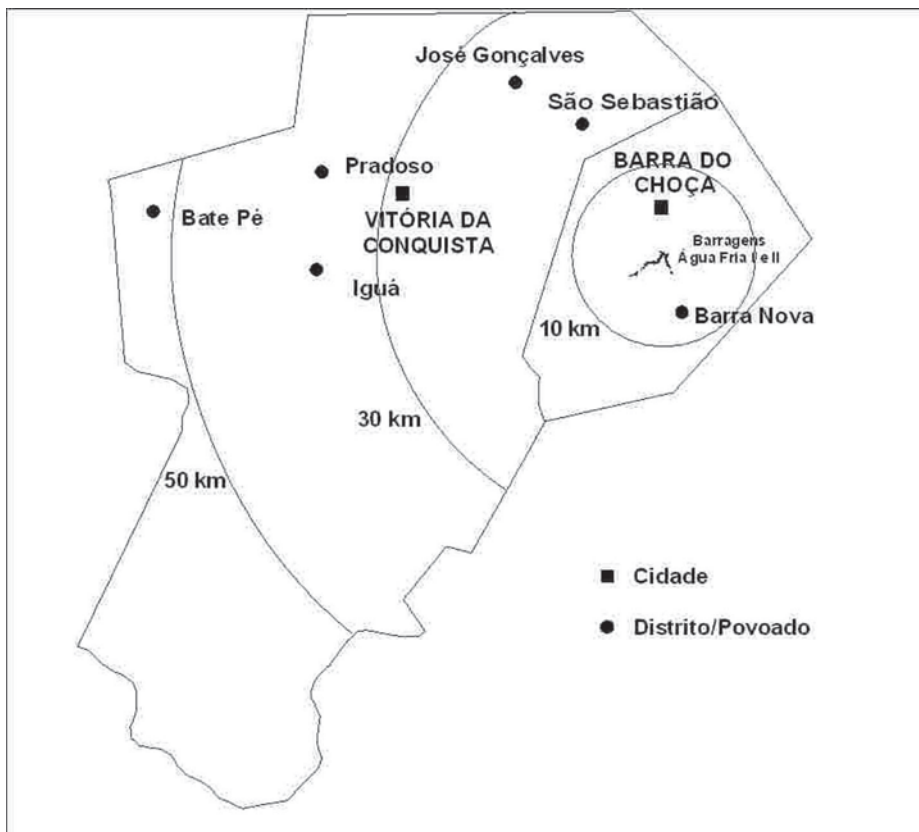 José Gonçalves
São Sebastião
BARRA DO
CHOÇA
Pradoso
VITÓRIA DA
CONQUISTA
Bate Pé
Barragens
Água Fria I e II
Iguá
Barra Nova
10 km
30 km
50 km
Cidade
Distrito/Povoado